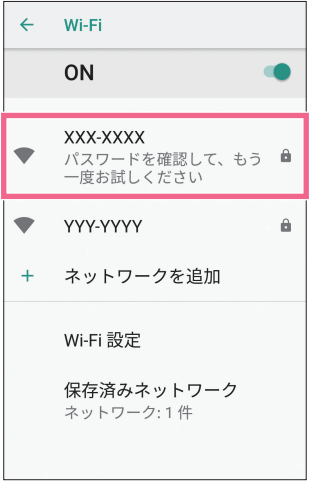 Wi-Fi
ON
XXX-XXXX
パスワードを確認して、もう
一度お試しください
YYY-YYYY
ネットワークを追加
Wi-Fi 設定
保存済みネットワーク
ネットワーク: 1 件